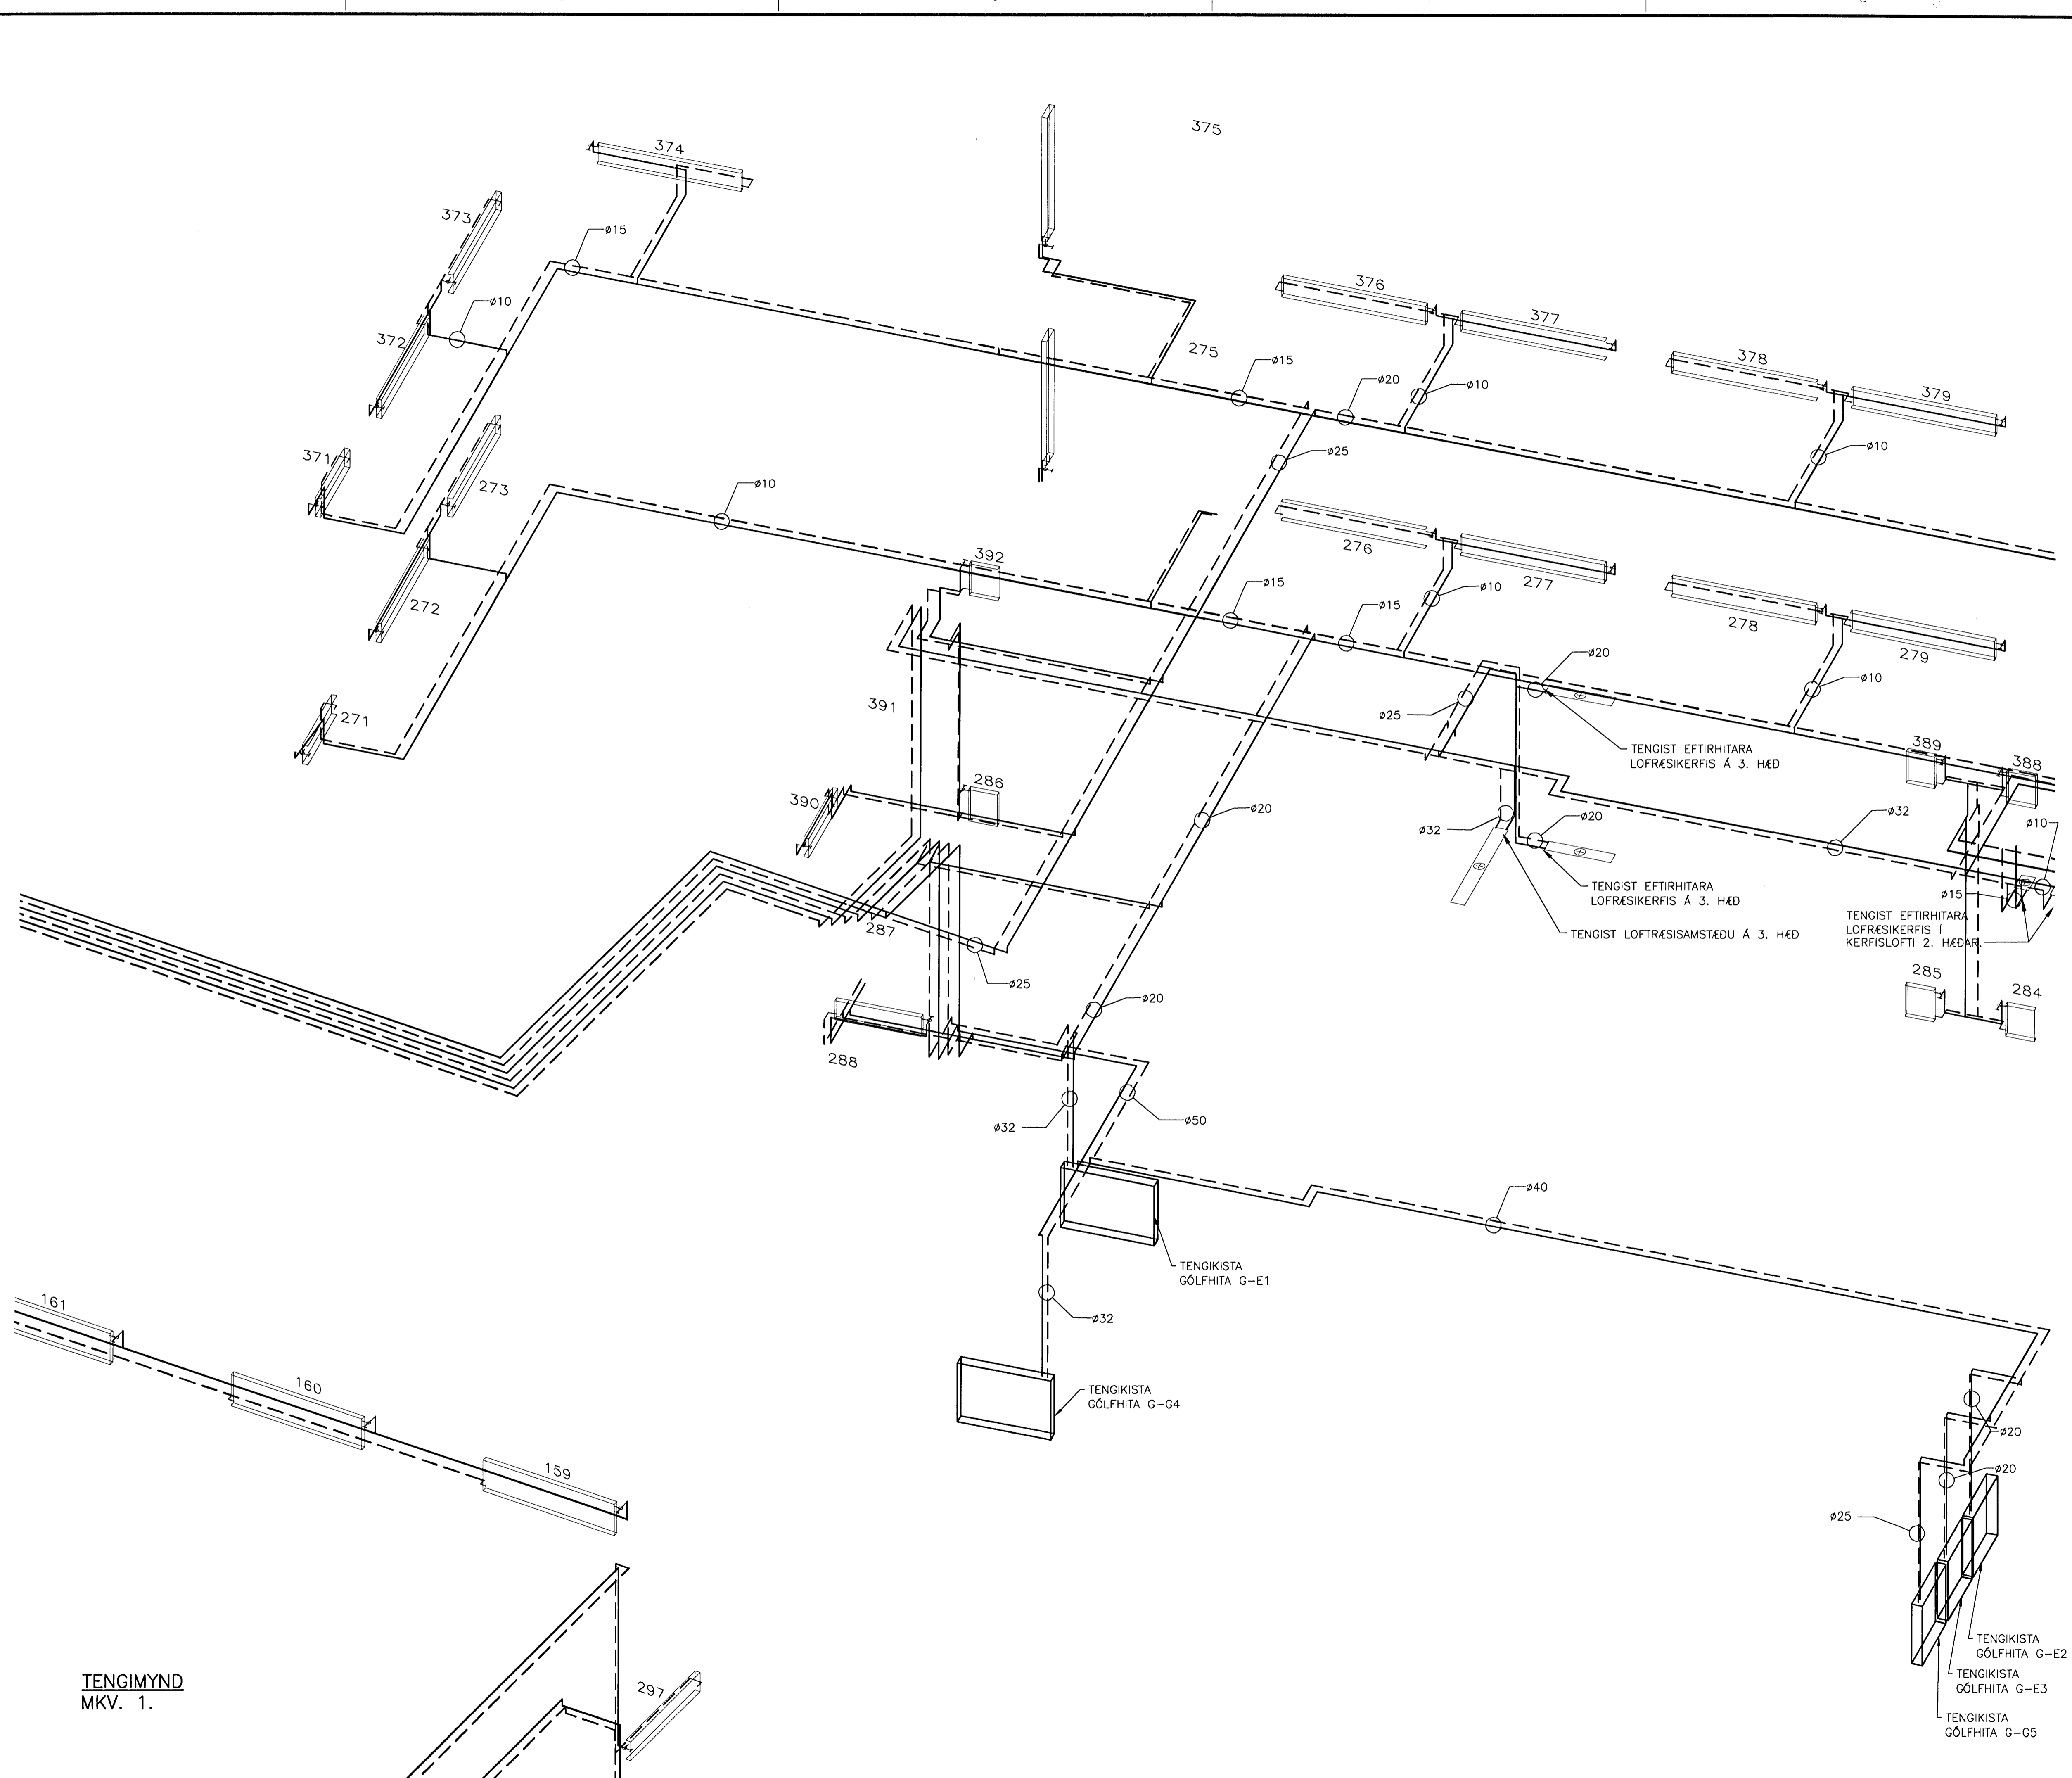 375
374
373
ø15
376
377
ø10
372
275
ø15
378
ø20
ø10
379
371
ø25
ø10
273
ø10
276
392
277
ø15
ø15
ø10
278
272
279
ø20
ø10
391
271
ø25
389
TENGIST EFTIRHITARA
LOFRÆSIKERFIS Á 3. HÆÐ
388
286
390
ø20
ø32
ø20
ø32
ø10
TENGIST EFTIRHITARA
LOFRÆSIKERFIS Á 3. HÆÐ
ø15
TENGIST EFTIRHITARA
LOFRÆSIKERFIS Í
KERFISLOFTI 2. HÆÐAR.
287
TENGIST LOFTRÆSISAMSTÆÐU Á 3. HÆÐ
ø25
285
284
ø20
288
ø32
ø50
ø40
TENGIKISTA
GÓLFHITA G-E1
161
ø32
160
TENGIKISTA
GÓLFHITA G-G4
ø20
159
ø20
ø25
TENGIKISTA
GÓLFHITA G-E2
TENGIKISTA
GÓLFHITA G-E3
TENGIKISTA
GÓLFHITA G-G5
297
TENGIMYND
MKV. 1.